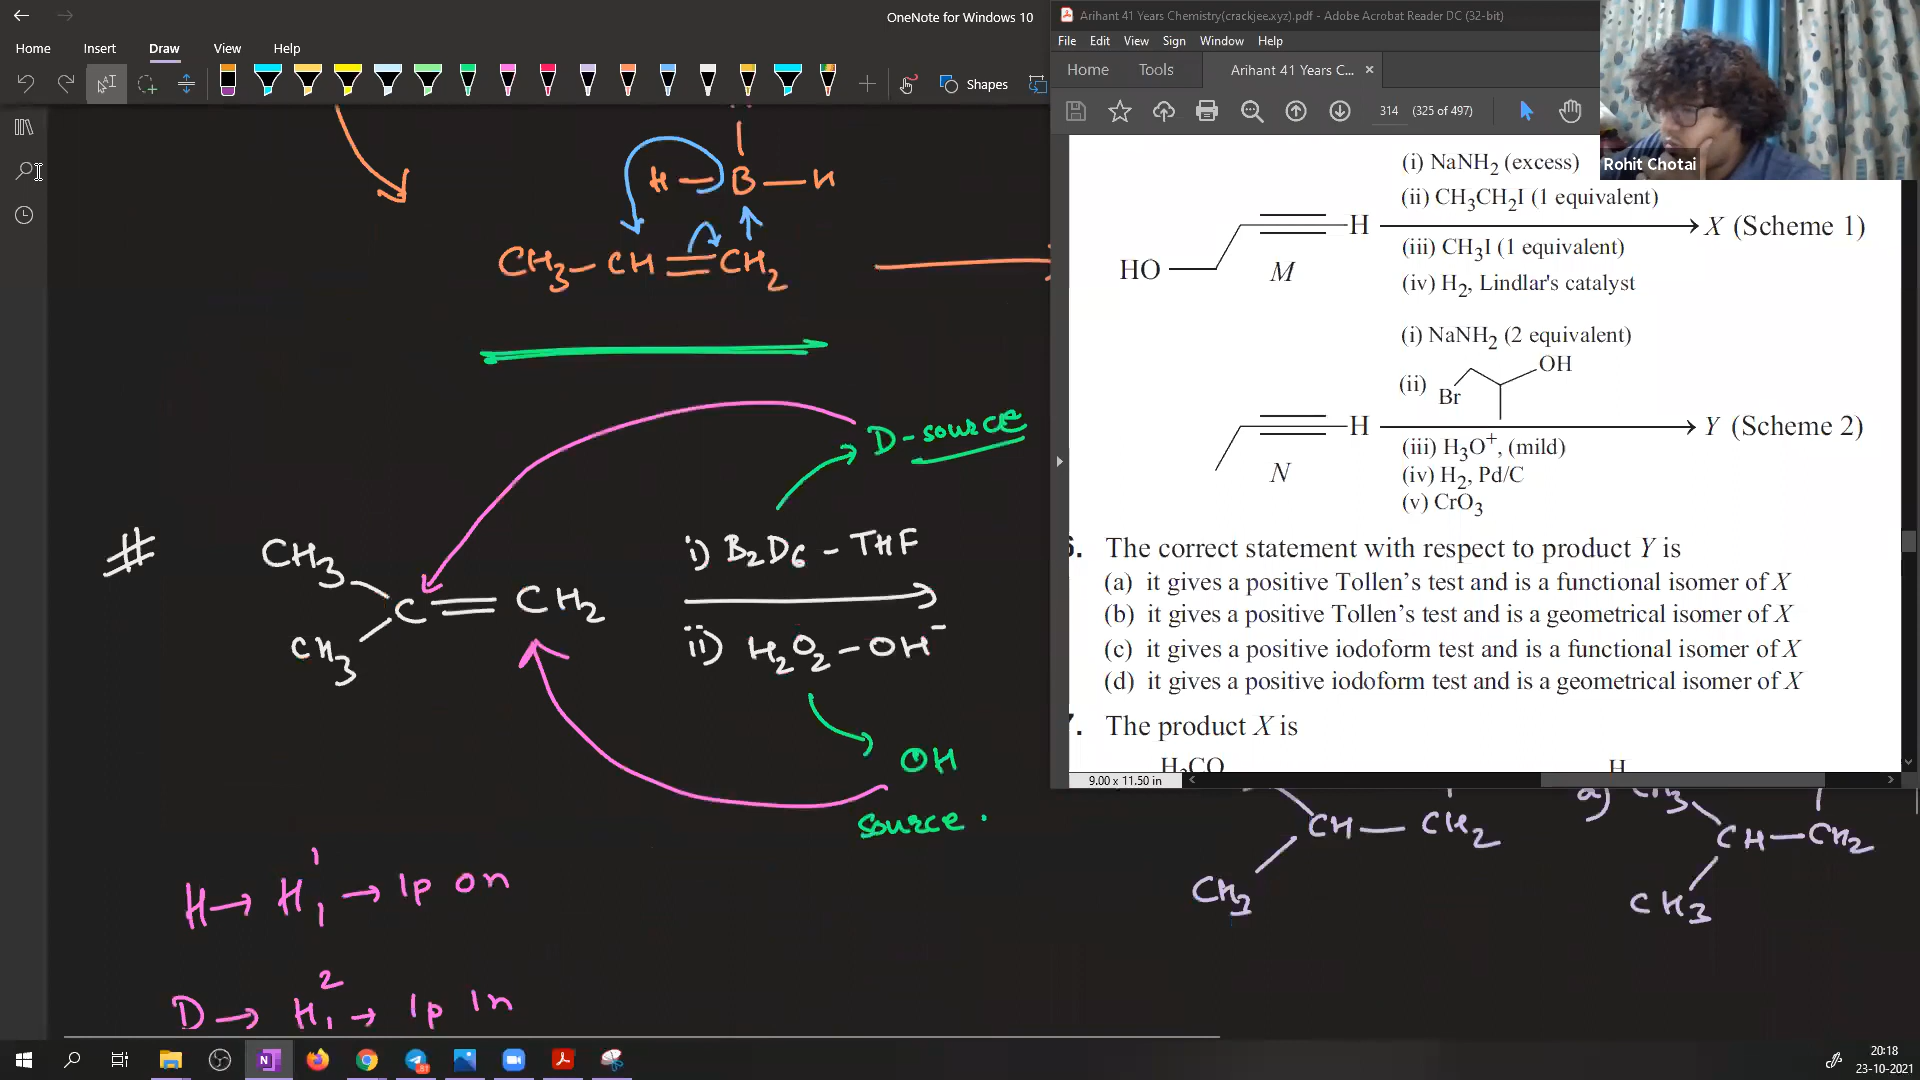 OneNote for Windows 10
Home Insert Draw View Help
Shapes
H – B – H
CH3 – CH = CH2
D-source
#
CH3
C = CH2
CH3
i) B2D6 – THF
ii) H2O2 – OH⁻
OH
source .
H → H 1 1 → 1p 0n
D → H 2 1 → 1p 1n
Arihant 41 Years Chemistry(crackjee.xyz).pdf - Adobe Acrobat Reader DC (32-bit)
File Edit View Sign Window Help
Home Tools Arihant 41 Years C... ×
314 (325 of 497)
Rohit Chotai
(i) NaNH2 (excess)
(ii) CH3CH2I (1 equivalent)
HO M H X (Scheme 1)
(iii) CH3I (1 equivalent)
(iv) H2, Lindlar's catalyst
(i) NaNH2 (2 equivalent)
(ii) Br OH
N H Y (Scheme 2)
(iii) H3O+, (mild)
(iv) H2, Pd/C
(v) CrO3
6. The correct statement with respect to product Y is
(a) it gives a positive Tollen's test and is a functional isomer of X
(b) it gives a positive Tollen's test and is a geometrical isomer of X
(c) it gives a positive iodoform test and is a functional isomer of X
(d) it gives a positive iodoform test and is a geometrical isomer of X
7. The product X is
H3CO H
9.00 x 11.50 in
CH – CH2
CH3
a) CH3
CH – CH2
CH3
20:18
23-10-2021